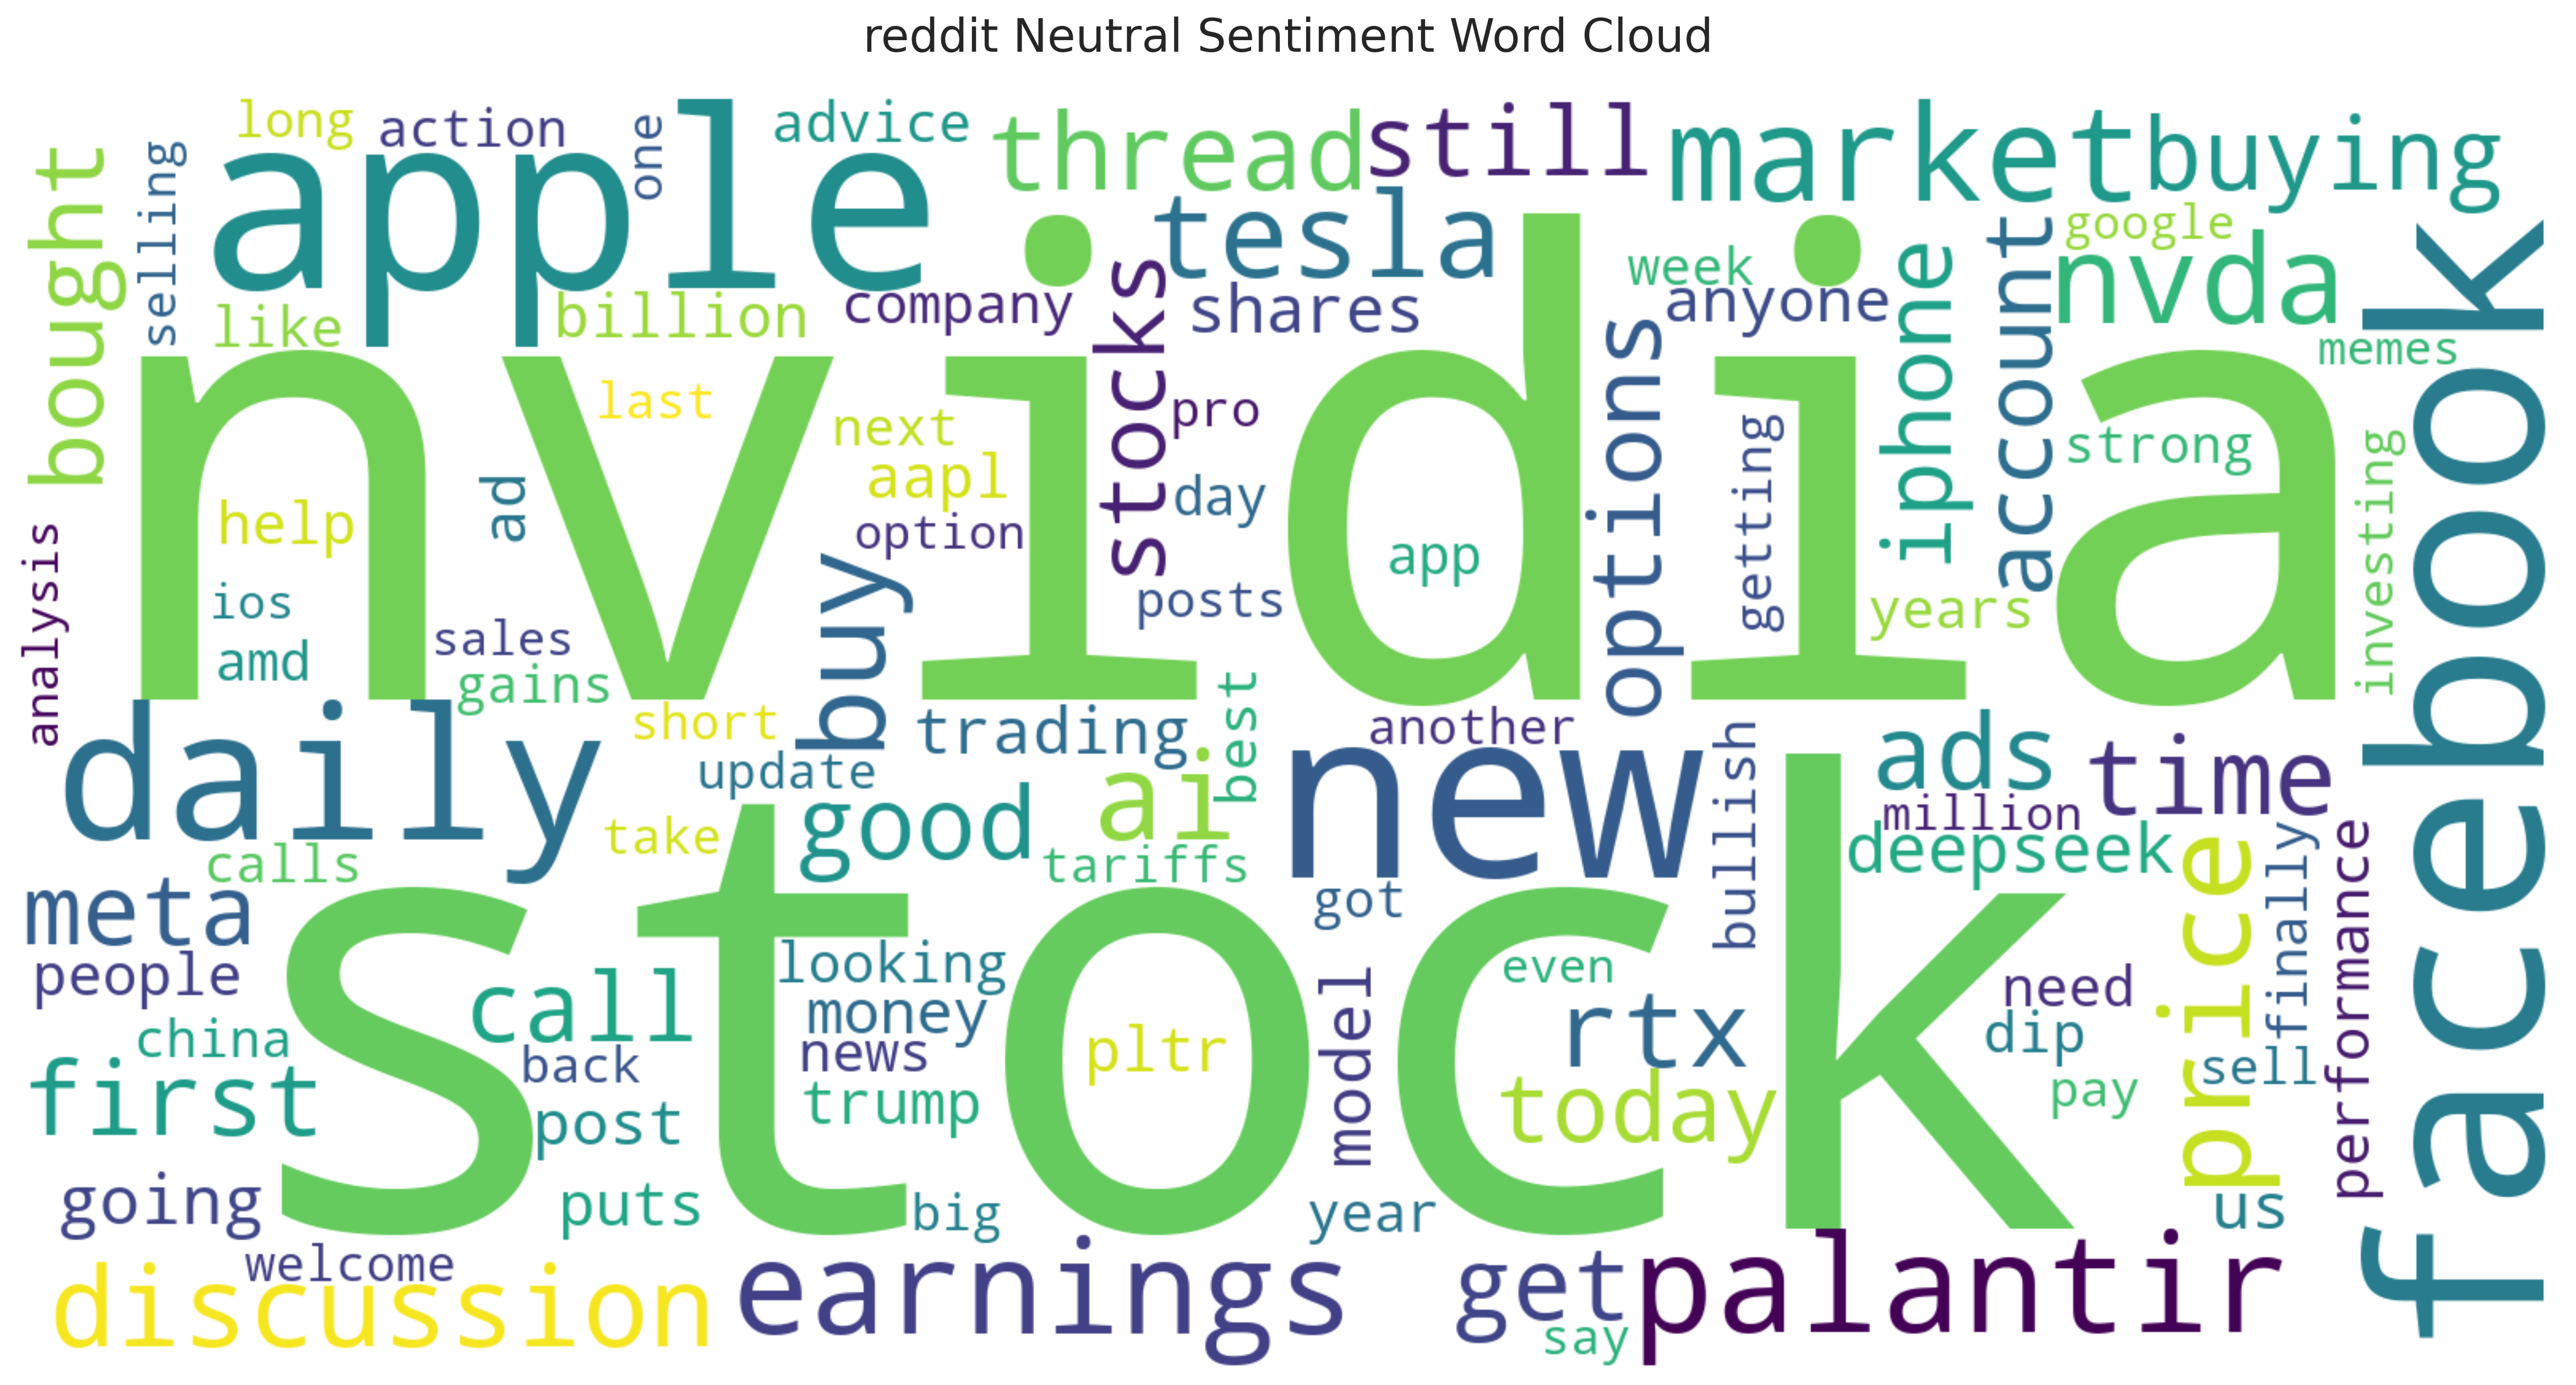 reddit Neutral Sentiment Word Cloud
long
action
one
advice
thread
still
market
buying
bought
selling
apple
tesla
google
week
nvda
like
billion
company
stocks
shares
anyone
iphone
account
memes
facebook
nvidia
last
next
pro
options
getting
strong
investing
aapl
help
ad
day
option
app
analysis
ios
buy
posts
years
amd
sales
gains
daily
short
trading
best
another
new
bullish
ads
time
update
good
ai
million
take
calls
tariffs
deepseek
price
finally
performance
meta
stock
got
people
call
looking
even
model
rtx
need
money
china
back
news
pltr
dip
sell
first
post
trump
today
pay
going
puts
big
year
us
welcome
discussion
earnings
get
palantir
say